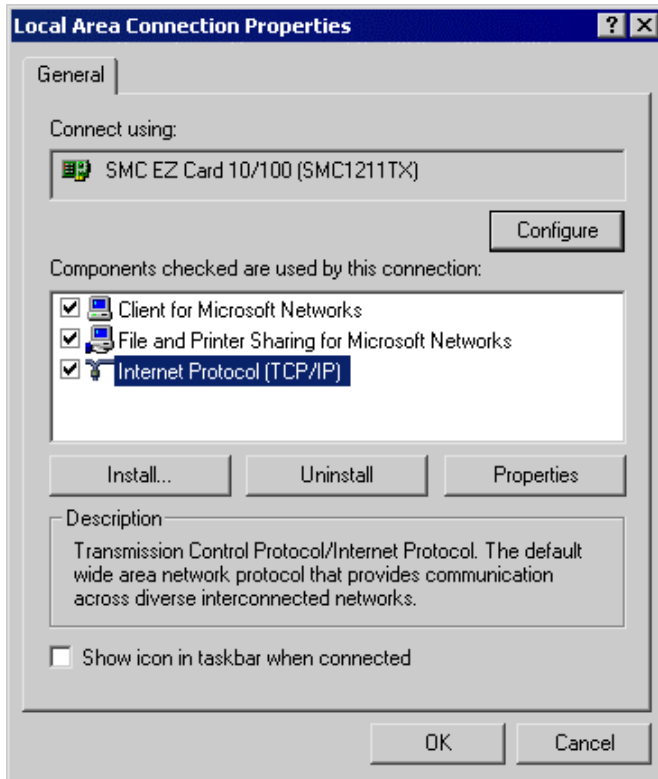 Local Area Connection Properties
General
Connect using:
SMC EZ Card 10/100 (SMC1211TX)
Configure
Components checked are used by this connection:
Client for Microsoft Networks
File and Printer Sharing for Microsoft Networks
Internet Protocol (TCP/IP)
Install... Uninstall Properties
Description
Transmission Control Protocol/Internet Protocol. The default
wide area network protocol that provides communication
across diverse interconnected networks.
Show icon in taskbar when connected
OK Cancel